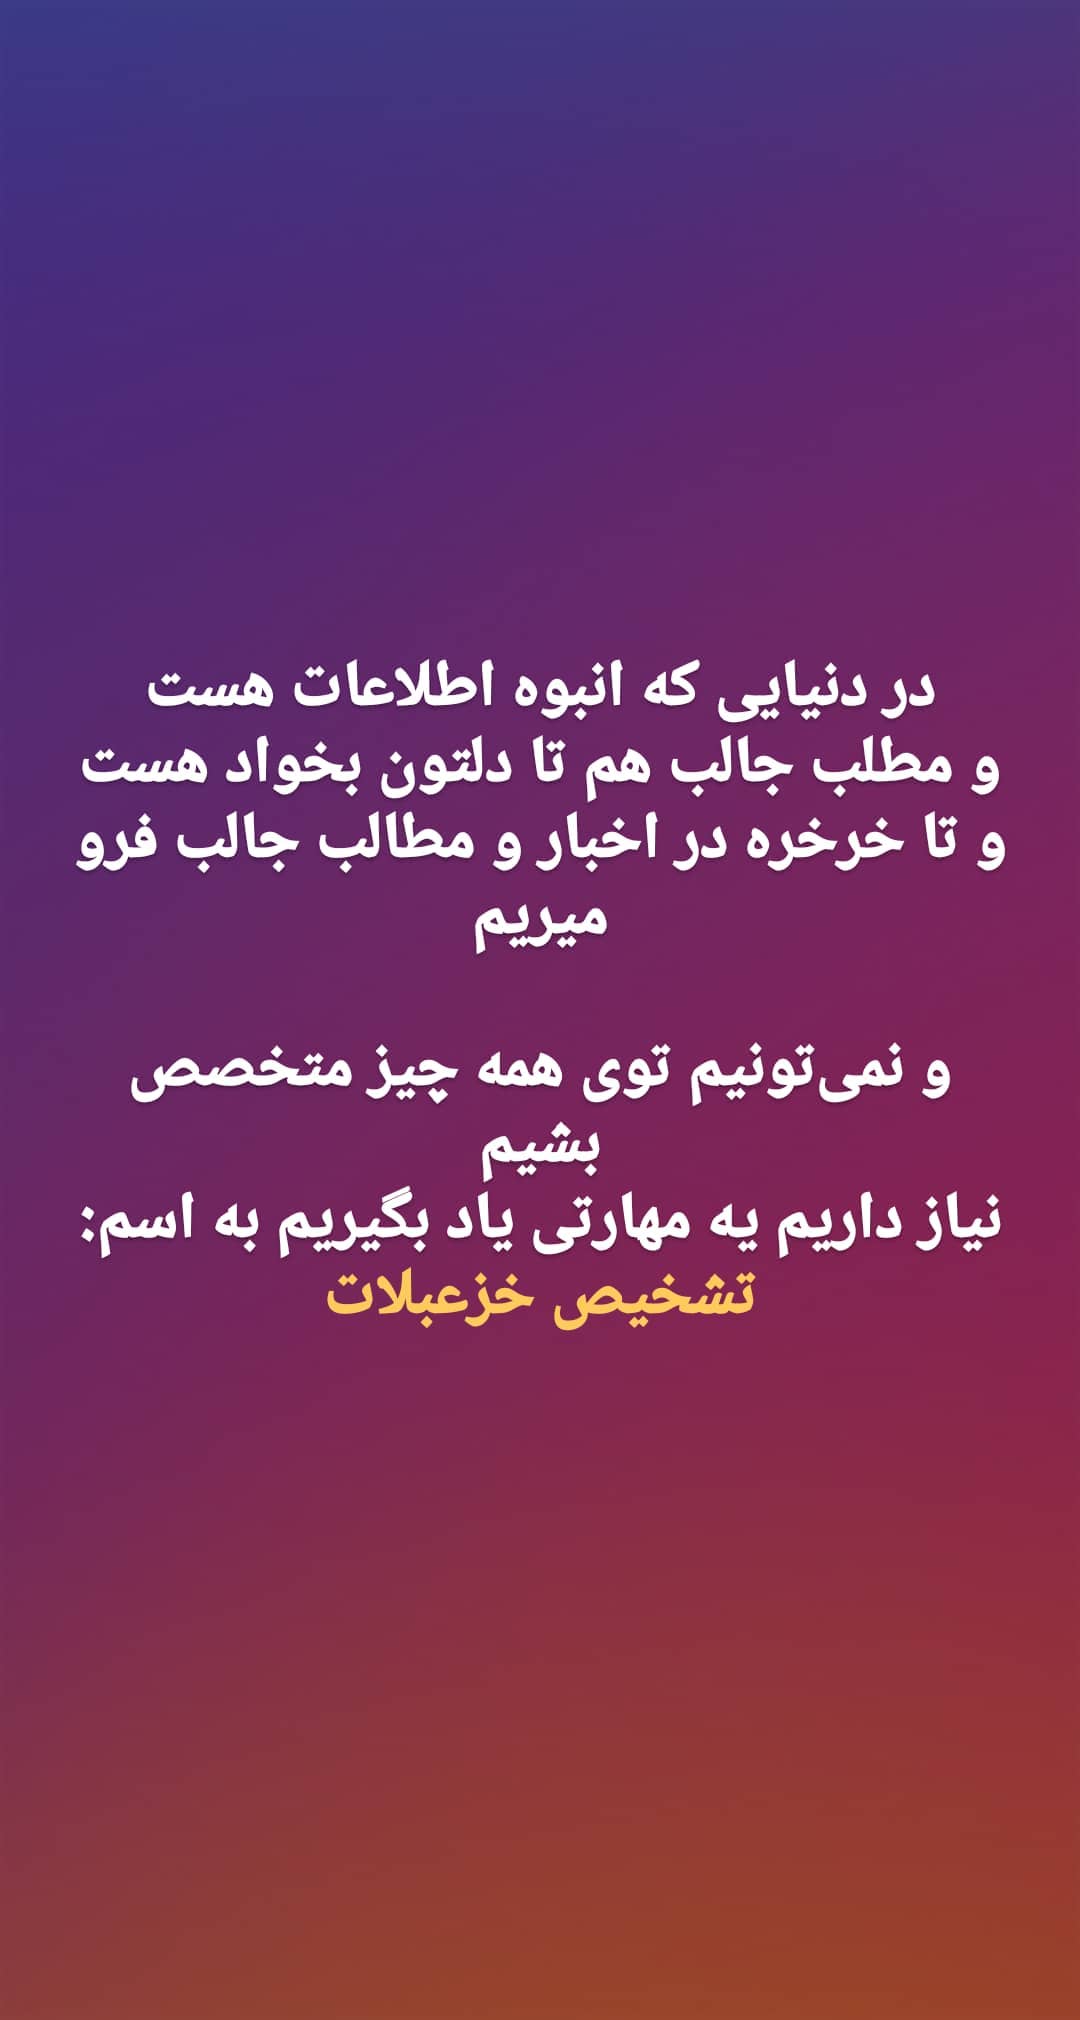 در دنیایی که انبوه اطلاعات هست
و مطلب جالب هم تا دلتون بخواد هست
و تا خرخره در اخبار و مطالب جالب فرو
میریم
و نمی‌تونیم توی همه چیز متخصص
بشیم
نیاز داریم یه مهارتی یاد بگیریم به اسم:
تشخیص خزعبلات